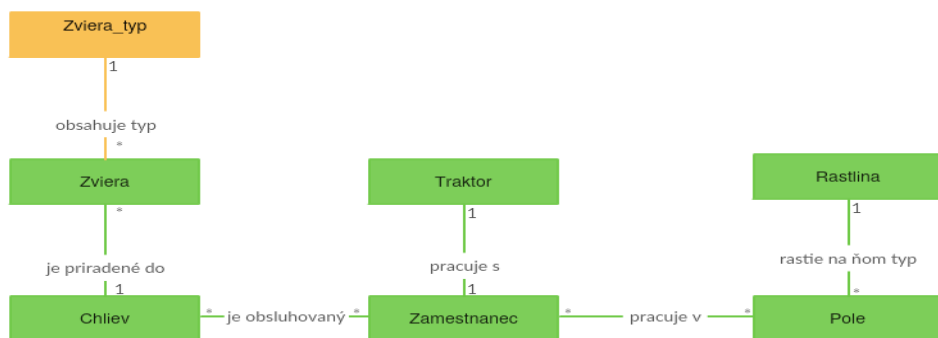 Zviera_typ
1
obsahuje typ
*
Zviera
Traktor
Rastlina
*
1
1
je priradené do
pracuje s
rastie na ňom typ
1
1
*
Chliev
* je obsluhovaný *
Zamestnanec
* pracuje v *
Pole